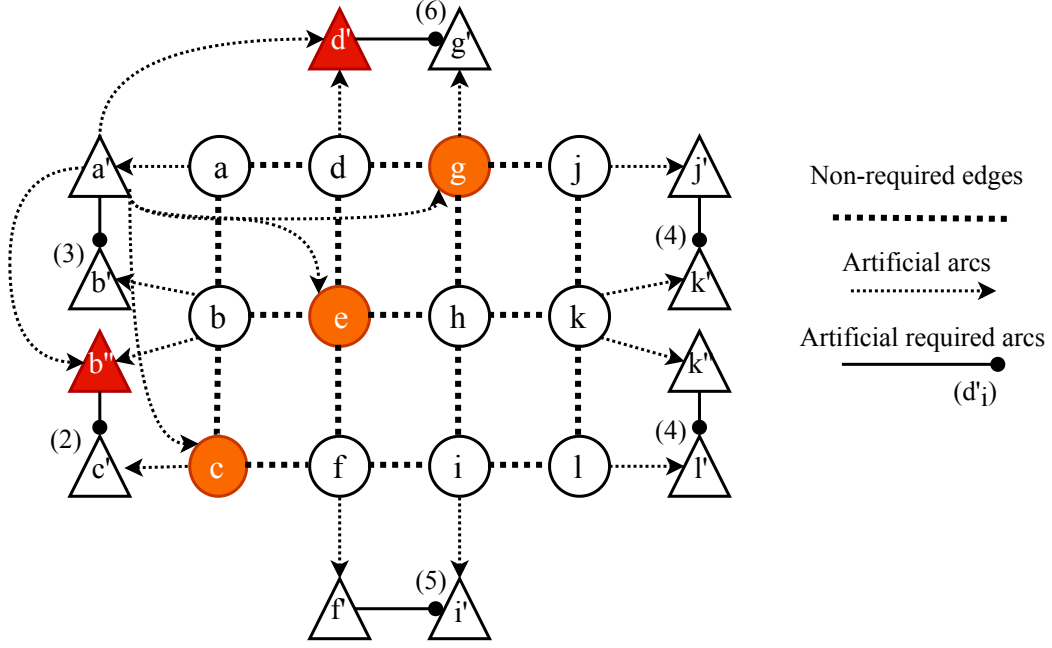 (6)
d' g'
a' a d g j j'
Non-required edges
(3) (4)
Artificial arcs
b' b e h k k'
Artificial required arcs
b'' k''
(d'i)
(2) (4)
c' c f i l l'
(5)
f' i'